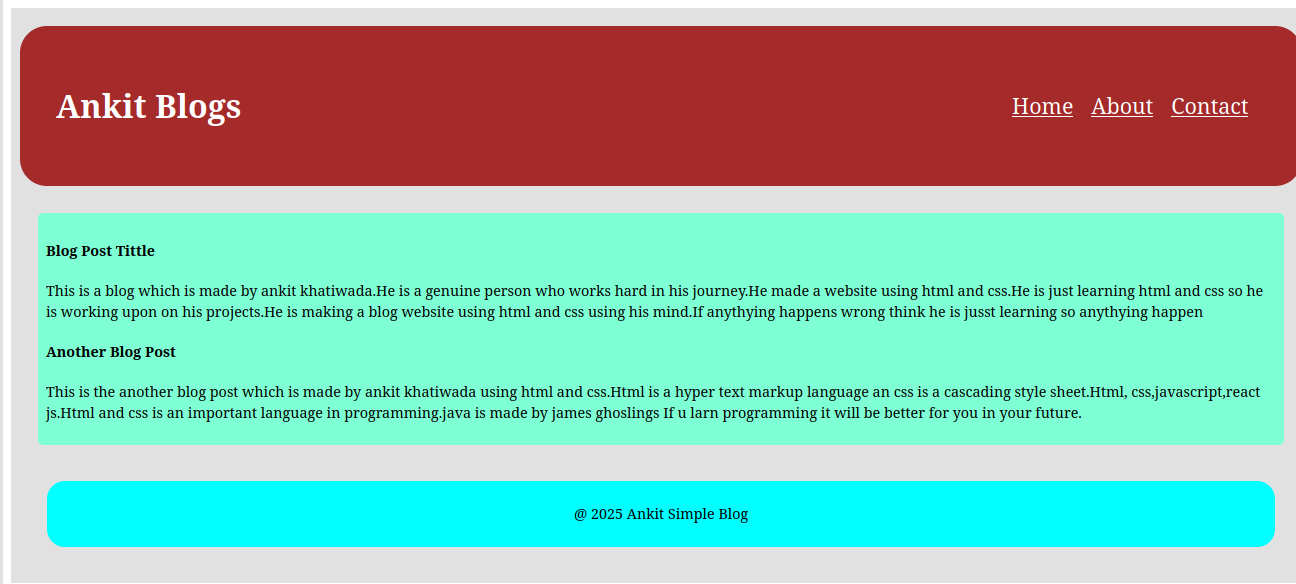 Ankit Blogs
Home About Contact
Blog Post Tittle
This is a blog which is made by ankit khatiwada.He is a genuine person who works hard in his journey.He made a website using html and css.He is just learning html and css so he
is working upon on his projects.He is making a blog website using html and css using his mind.If anythying happens wrong think he is jusst learning so anythying happen
Another Blog Post
This is the another blog post which is made by ankit khatiwada using html and css.Html is a hyper text markup language an css is a cascading style sheet.Html, css,javascript,react
js.Html and css is an important language in programming.java is made by james ghoslings If u larn programming it will be better for you in your future.
@ 2025 Ankit Simple Blog